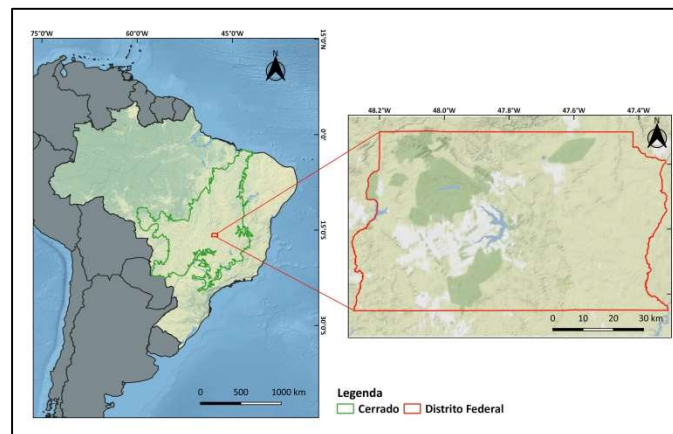 75°0'W 60°0'W 45°0'W
15°0'N
N
0°0'
15°0'S
30°0'S
0 500 1000 km
48.2°W 48.0°W 47.8°W 47.6°W 47.4°W
N
0 10 20 30 km
Legenda
Cerrado Distrito Federal